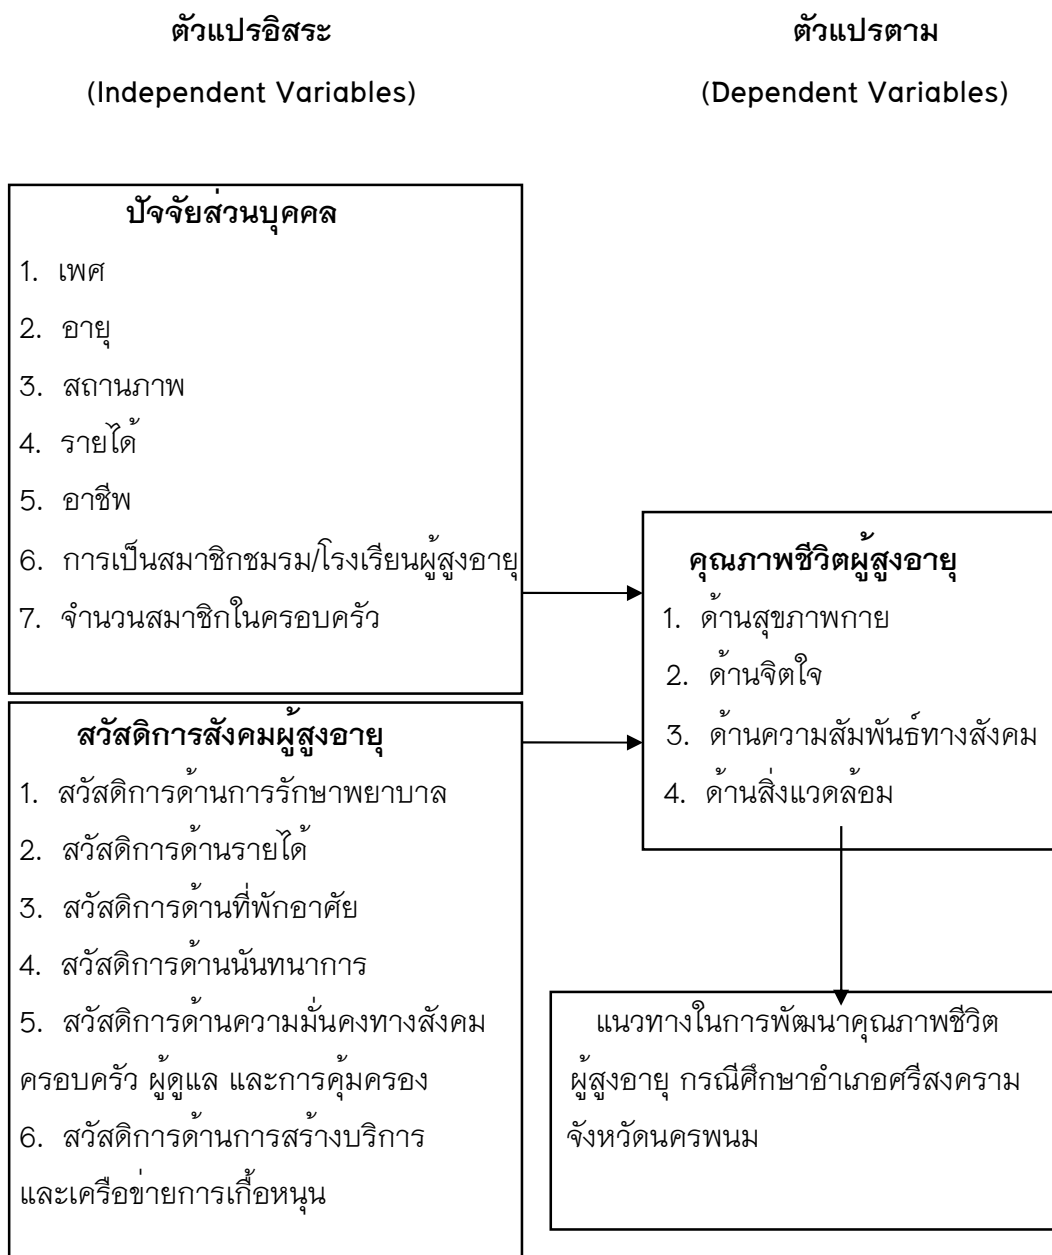 ตัวแปรอิสระ
(Independent Variables)
ตัวแปรตาม
(Dependent Variables)
ปัจจัยส่วนบุคคล
1. เพศ
2. อายุ
3. สถานภาพ
4. รายได้
5. อาชีพ
6. การเป็นสมาชิกชมรม/โรงเรียนผู้สูงอายุ
7. จำนวนสมาชิกในครอบครัว
สวัสดิการสังคมผู้สูงอายุ
1. สวัสดิการด้านการรักษาพยาบาล
2. สวัสดิการด้านรายได้
3. สวัสดิการด้านที่พักอาศัย
4. สวัสดิการด้านนันทนาการ
5. สวัสดิการด้านความมั่นคงทางสังคม
ครอบครัว ผู้ดูแล และการคุ้มครอง
6. สวัสดิการด้านการสร้างบริการ
และเครือข่ายการเกื้อหนุน
คุณภาพชีวิตผู้สูงอายุ
1. ด้านสุขภาพกาย
2. ด้านจิตใจ
3. ด้านความสัมพันธ์ทางสังคม
4. ด้านสิ่งแวดล้อม
แนวทางในการพัฒนาคุณภาพชีวิต
ผู้สูงอายุ กรณีศึกษาอำเภอศรีสงคราม
จังหวัดนครพนม